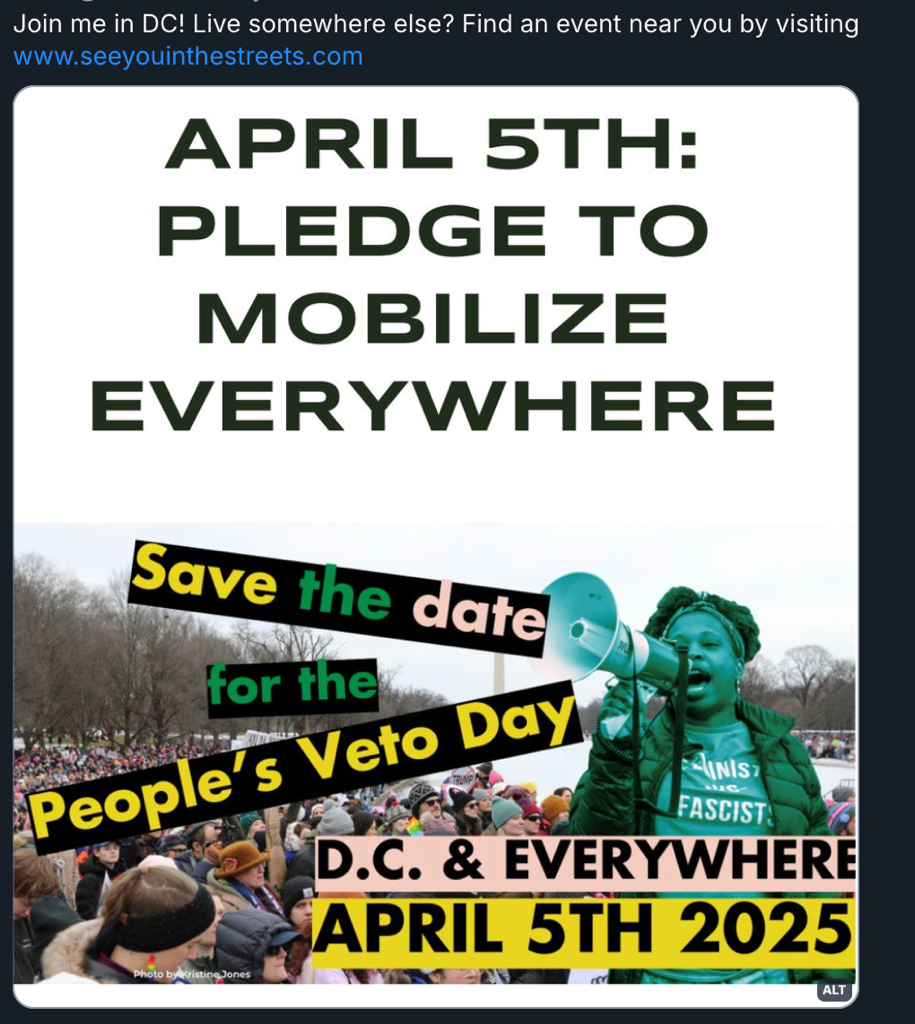 Join me in DC! Live somewhere else? Find an event near you by visiting
www.seeyouinthestreets.com
APRIL 5TH:
PLEDGE TO
MOBILIZE
EVERYWHERE
Save the date
for the
People's Veto Day
TRUMP
FASCIST
D.C. & EVERYWHERE
APRIL 5TH 2025
Photo by Kristine Jones
ALT